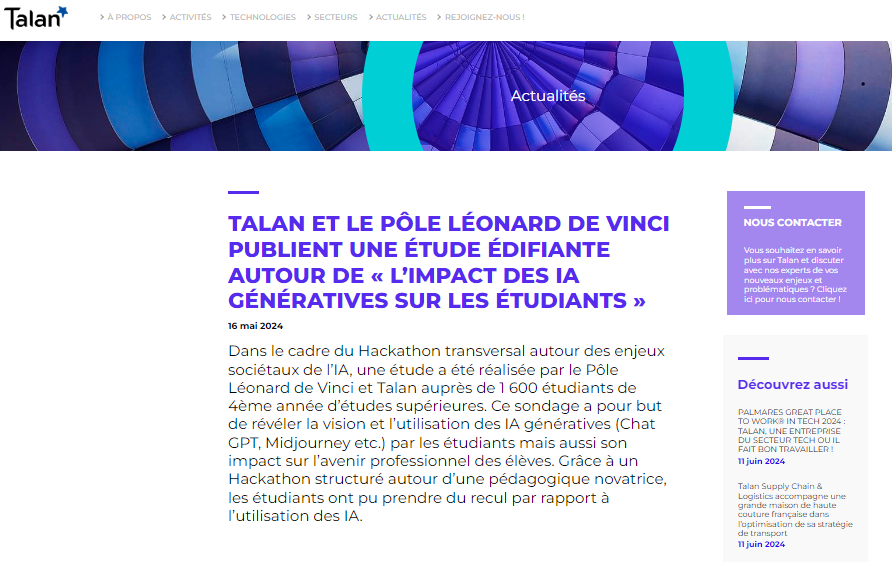 Talan
À PROPOS
ACTIVITÉS
TECHNOLOGIES
SECTEURS
ACTUALITÉS
REJOIGNEZ-NOUS !
Actualités
TALAN ET LE PÔLE LÉONARD DE VINCI
PUBLIENT UNE ÉTUDE ÉDIFIANTE
AUTOUR DE « L’IMPACT DES IA
GÉNÉRATIVES SUR LES ÉTUDIANTS »
16 mai 2024
Dans le cadre du Hackathon transversal autour des enjeux
sociétaux de l’IA, une étude a été réalisée par le Pôle
Léonard de Vinci et Talan auprès de 1 600 étudiants de
4ème année d’études supérieures. Ce sondage a pour but
de révéler la vision et l’utilisation des IA génératives (Chat
GPT, Midjourney etc.) par les étudiants mais aussi son
impact sur l’avenir professionnel des élèves. Grâce à un
Hackathon structuré autour d’une pédagogique novatrice,
les étudiants ont pu prendre du recul par rapport à
l’utilisation des IA.
NOUS CONTACTER
Vous souhaitez en savoir
plus sur Talan et discuter
avec nos experts de vos
nouveaux enjeux et
problématiques ? Cliquez
ici pour nous contacter !
Découvrez aussi
PALMARES GREAT PLACE
TO WORK® IN TECH 2024 :
TALAN, UNE ENTREPRISE
DU SECTEUR TECH OU IL
FAIT BON TRAVAILLER !
11 juin 2024
Talan Supply Chain &
Logistics accompagne une
grande maison de haute
couture française dans
l’optimisation de sa stratégie
de transport
11 juin 2024